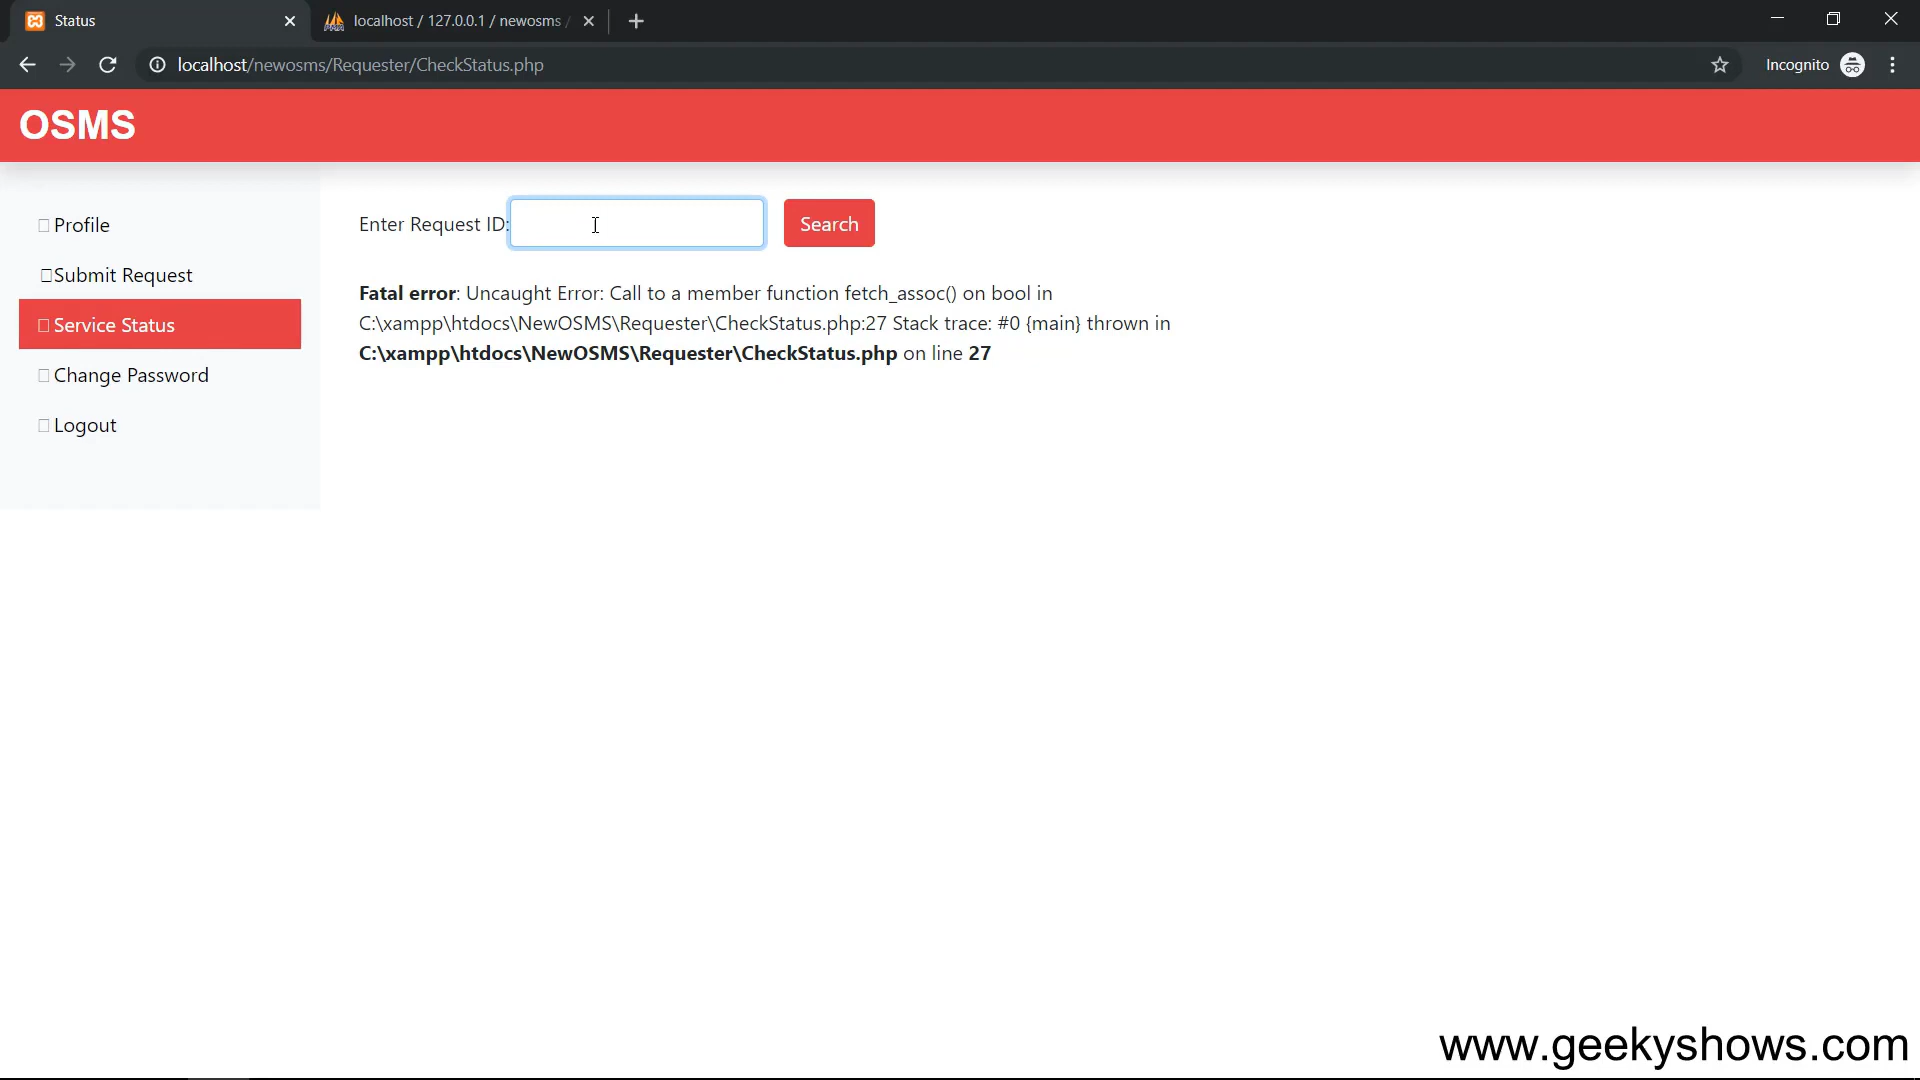 Status
localhost / 127.0.0.1 / newosms /
localhost/newosms/Requester/CheckStatus.php
Incognito
OSMS
Profile
Submit Request
Service Status
Change Password
Logout
Enter Request ID:
Search
Fatal error: Uncaught Error: Call to a member function fetch_assoc() on bool in
C:\xampp\htdocs\NewOSMS\Requester\CheckStatus.php:27 Stack trace: #0 {main} thrown in
C:\xampp\htdocs\NewOSMS\Requester\CheckStatus.php on line 27
www.geekyshows.com